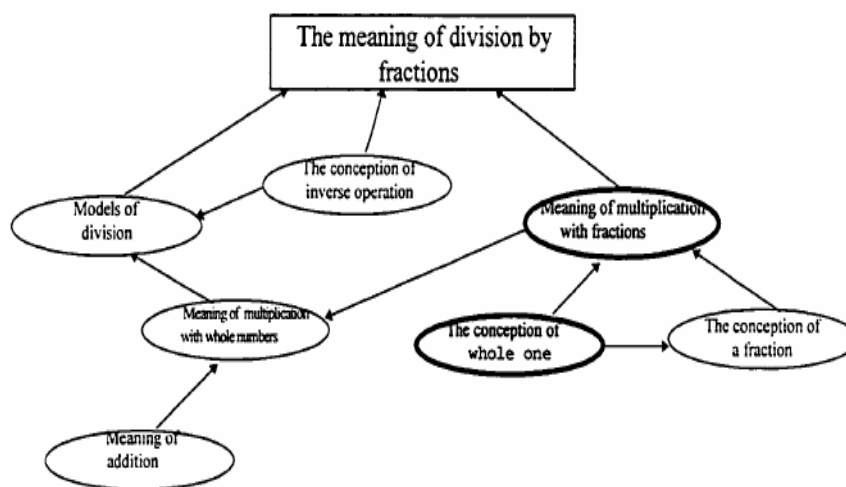 The meaning of division by
fractions
The conception of
inverse operation
Models of
division
Meaning of multiplication
with fractions
Meaning of multiplication
with whole numbers
The conception of
whole one
The conception of
a fraction
Meaning of
addition